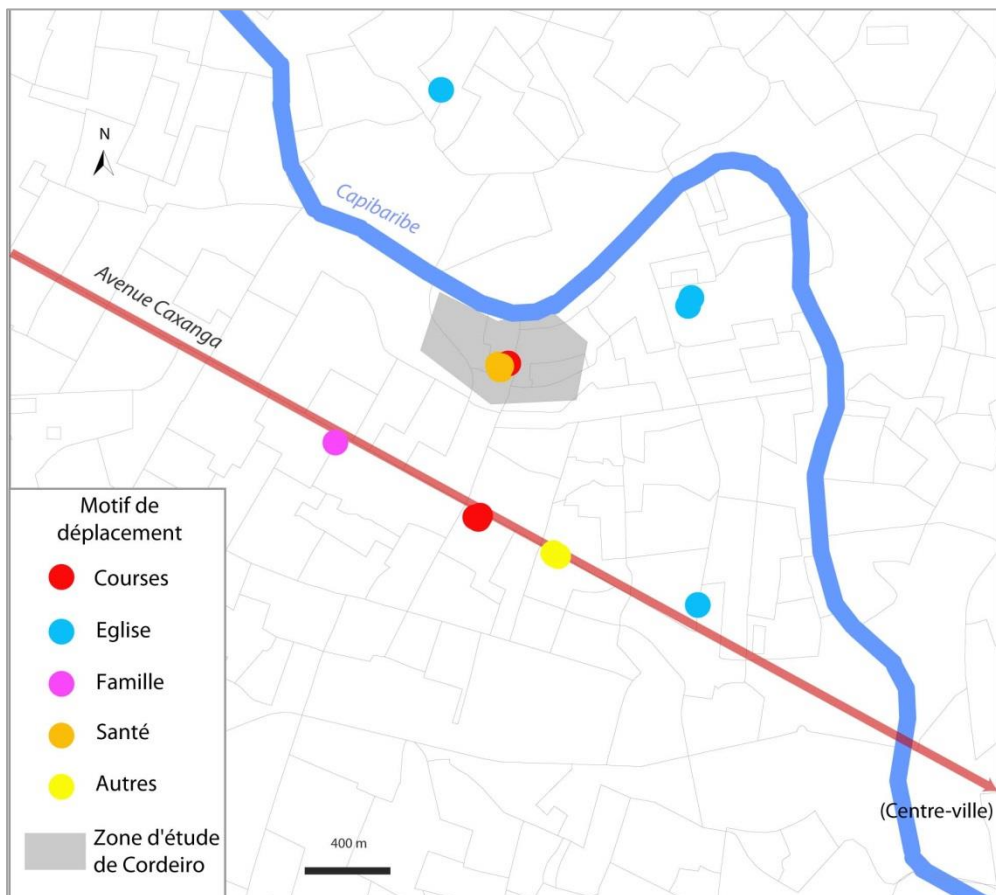 N
Capibaribe
Avenue Caxanga
Motif de
déplacement
Courses
Eglise
Famille
Santé
Autres
Zone d'étude
de Cordeiro
400 m
(Centre-ville)